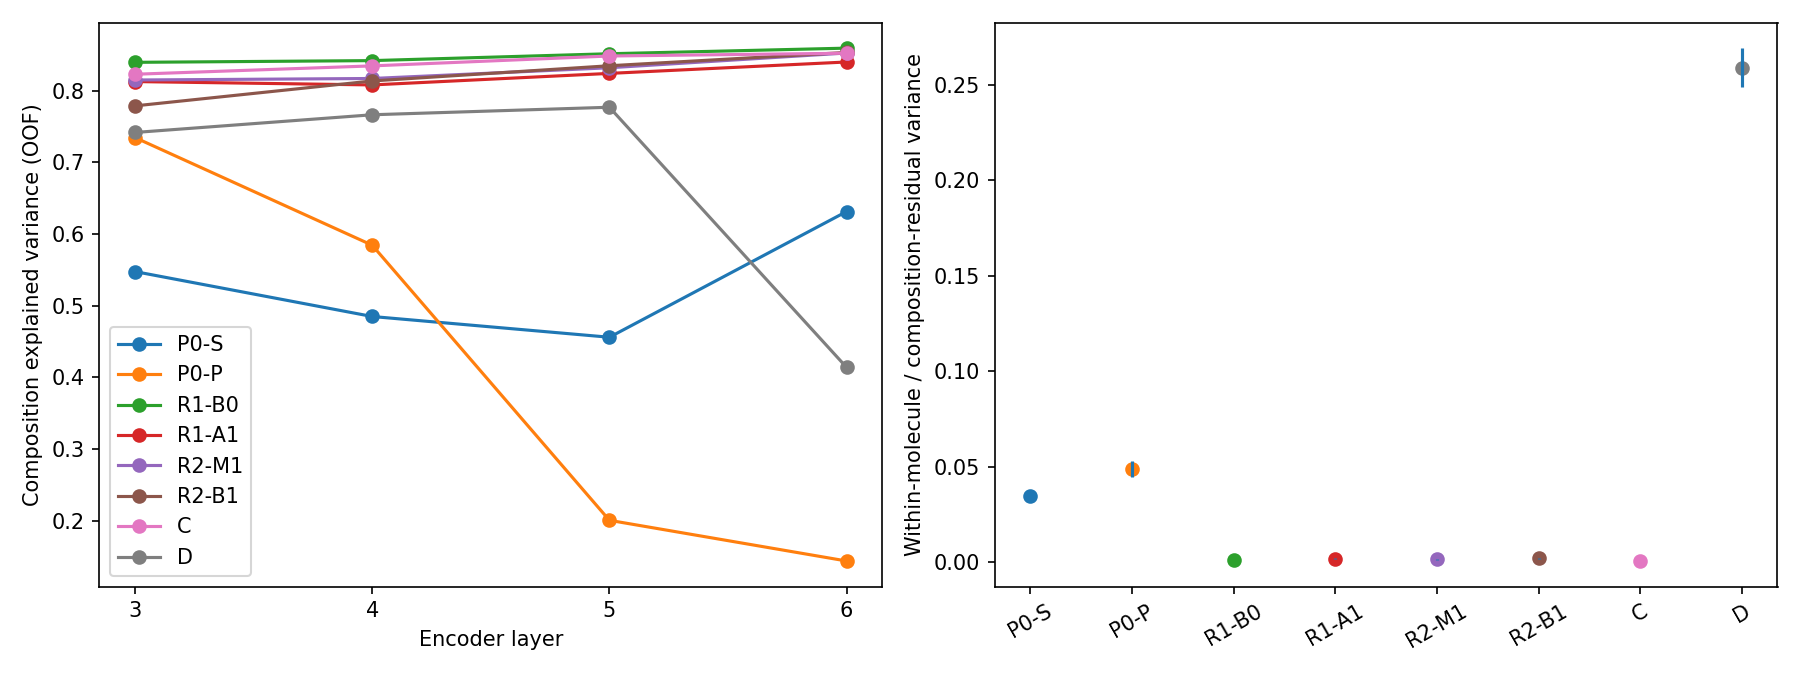 Composition explained variance (OOF)
0.8
0.7
0.6
0.5
0.4
0.3
0.2
P0-S
P0-P
R1-B0
R1-A1
R2-M1
R2-B1
C
D
3
4
5
6
Encoder layer
Within-molecule / composition-residual variance
0.25
0.20
0.15
0.10
0.05
0.00
P0-S
P0-P
R1-B0
R1-A1
R2-M1
R2-B1
C
D